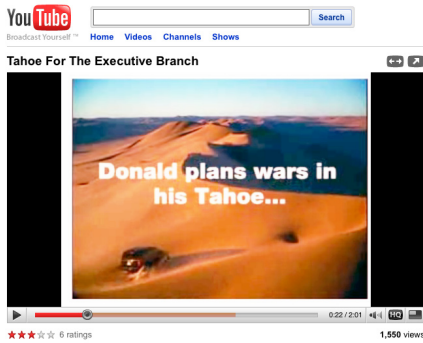 YouTube
Search
Broadcast Yourself ™
Home Videos Channels Shows
Tahoe For The Executive Branch
Donald plans wars in
his Tahoe...
0:22 / 2:01 HQ
6 ratings 1,550 views